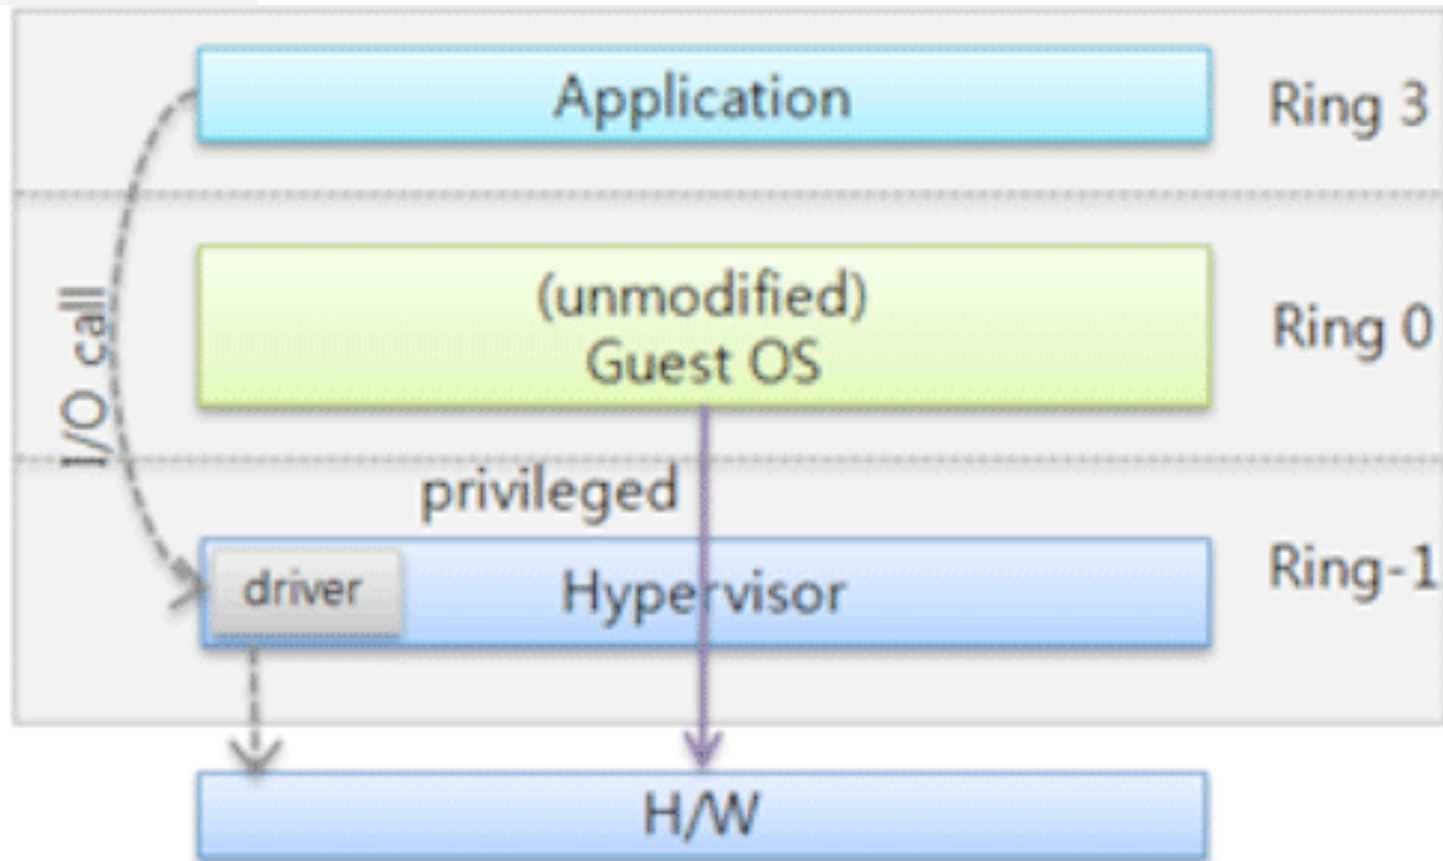 Application
Ring 3
(unmodified)
Guest OS
Ring 0
I/O call
privileged
driver
Hypervisor
Ring-1
H/W